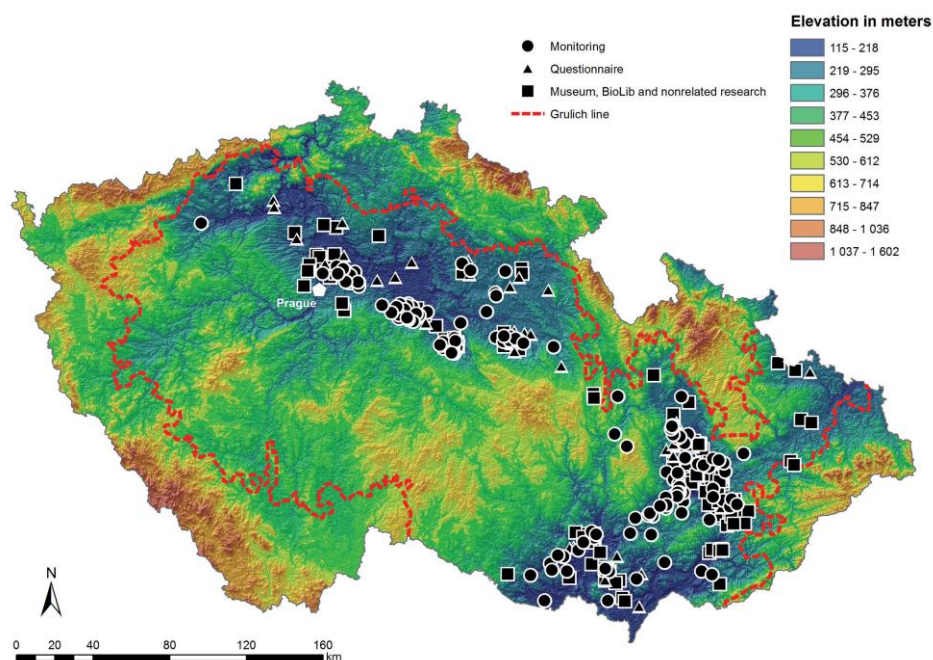 Elevation in meters
115 - 218
219 - 295
296 - 376
377 - 453
454 - 529
530 - 612
613 - 714
715 - 847
848 - 1 036
1 037 - 1 602
Monitoring
Questionnaire
Museum, BioLib and nonrelated research
Grulich line
Prague
N
0 20 40 80 120 160
km